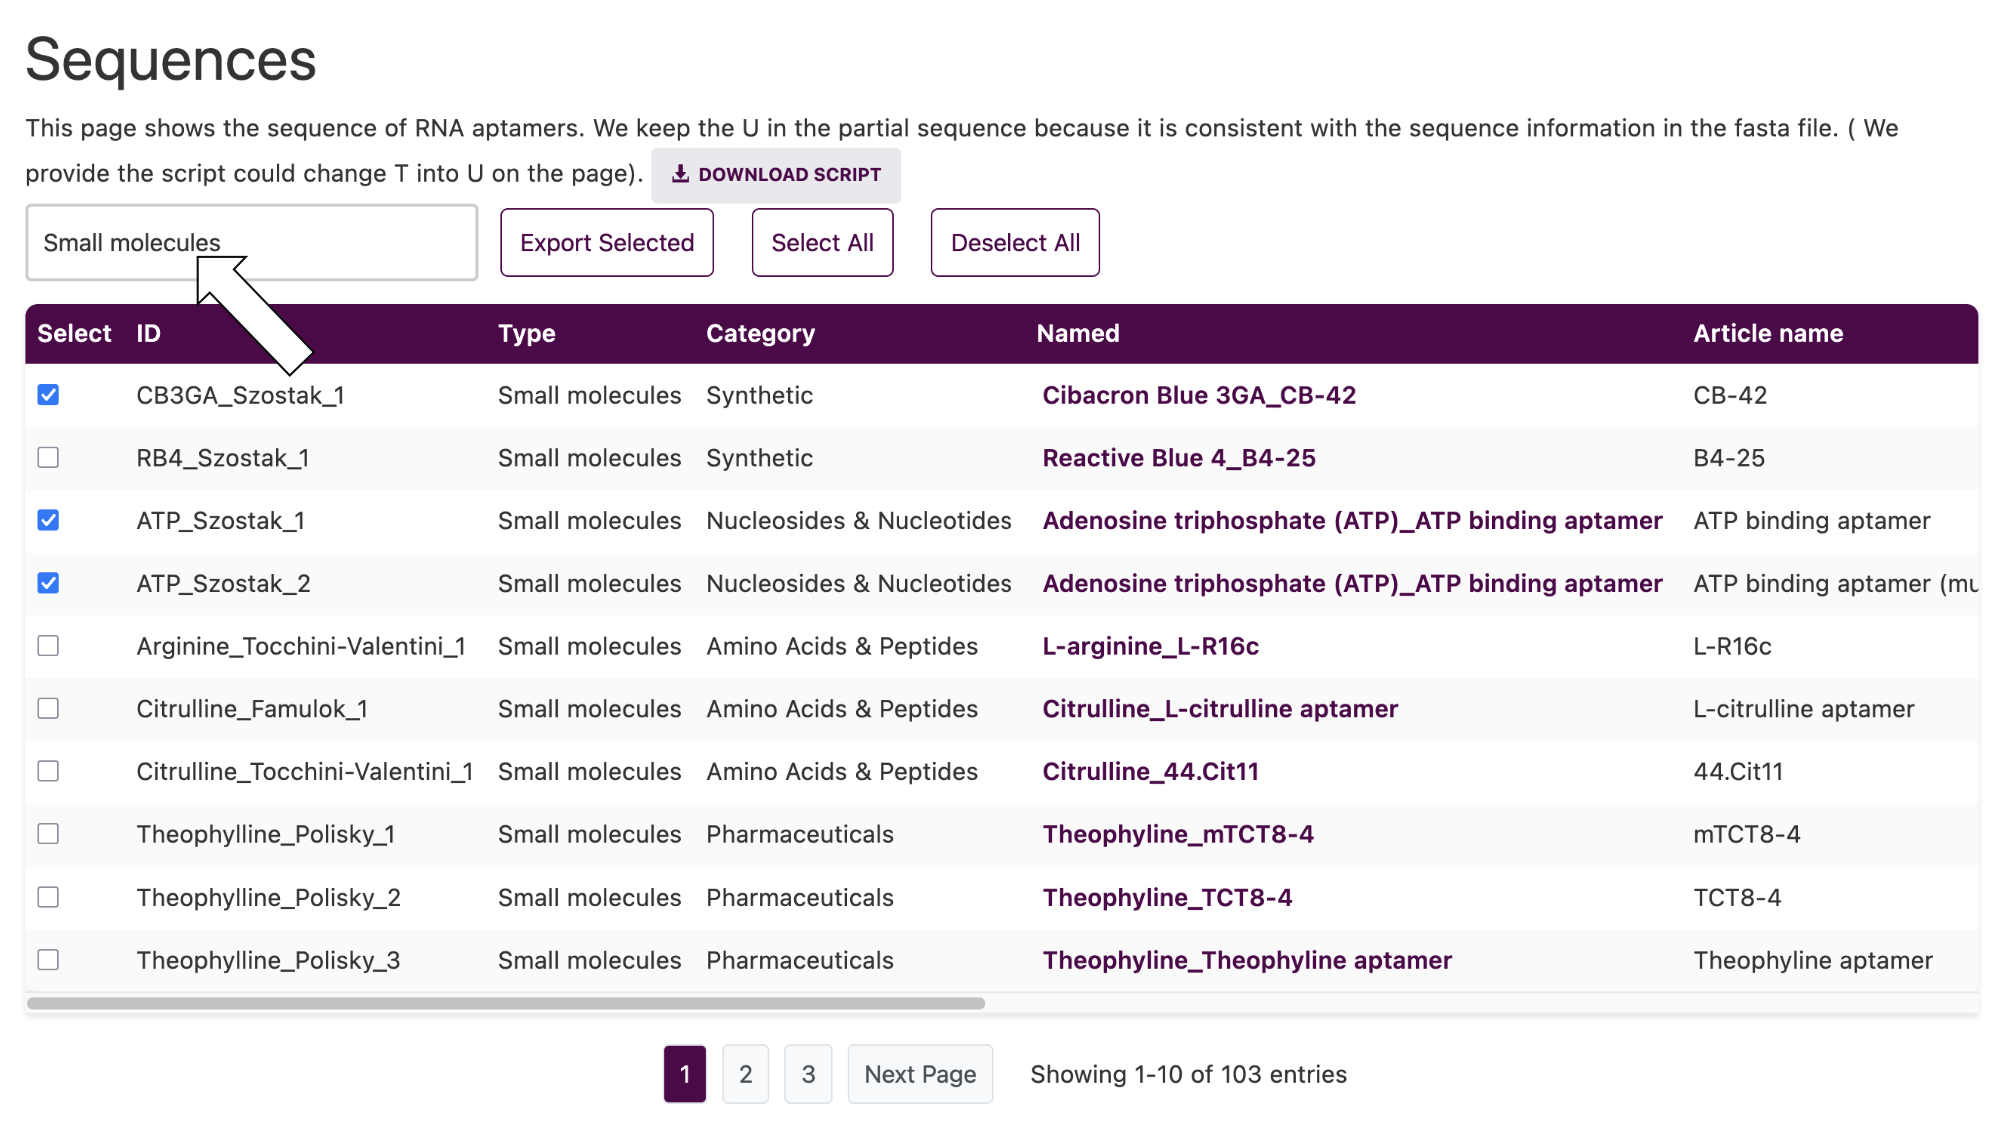 Sequences
This page shows the sequence of RNA aptamers. We keep the U in the partial sequence because it is consistent with the sequence information in the fasta file. ( We
provide the script could change T into U on the page). DOWNLOAD SCRIPT
Small molecules Export Selected Select All Deselect All
Select ID Type Category Named Article name
CB3GA_Szostak_1 Small molecules Synthetic Cibacron Blue 3GA_CB-42 CB-42
RB4_Szostak_1 Small molecules Synthetic Reactive Blue 4_B4-25 B4-25
ATP_Szostak_1 Small molecules Nucleosides & Nucleotides Adenosine triphosphate (ATP)_ATP binding aptamer ATP binding aptamer
ATP_Szostak_2 Small molecules Nucleosides & Nucleotides Adenosine triphosphate (ATP)_ATP binding aptamer ATP binding aptamer (mu
Arginine_Tocchini-Valentini_1 Small molecules Amino Acids & Peptides L-arginine_L-R16c L-R16c
Citrulline_Famulok_1 Small molecules Amino Acids & Peptides Citrulline_L-citrulline aptamer L-citrulline aptamer
Citrulline_Tocchini-Valentini_1 Small molecules Amino Acids & Peptides Citrulline_44.Cit11 44.Cit11
Theophylline_Polisky_1 Small molecules Pharmaceuticals Theophyline_mTCT8-4 mTCT8-4
Theophylline_Polisky_2 Small molecules Pharmaceuticals Theophyline_TCT8-4 TCT8-4
Theophylline_Polisky_3 Small molecules Pharmaceuticals Theophyline_Theophyline aptamer Theophyline aptamer
1 2 3 Next Page Showing 1-10 of 103 entries